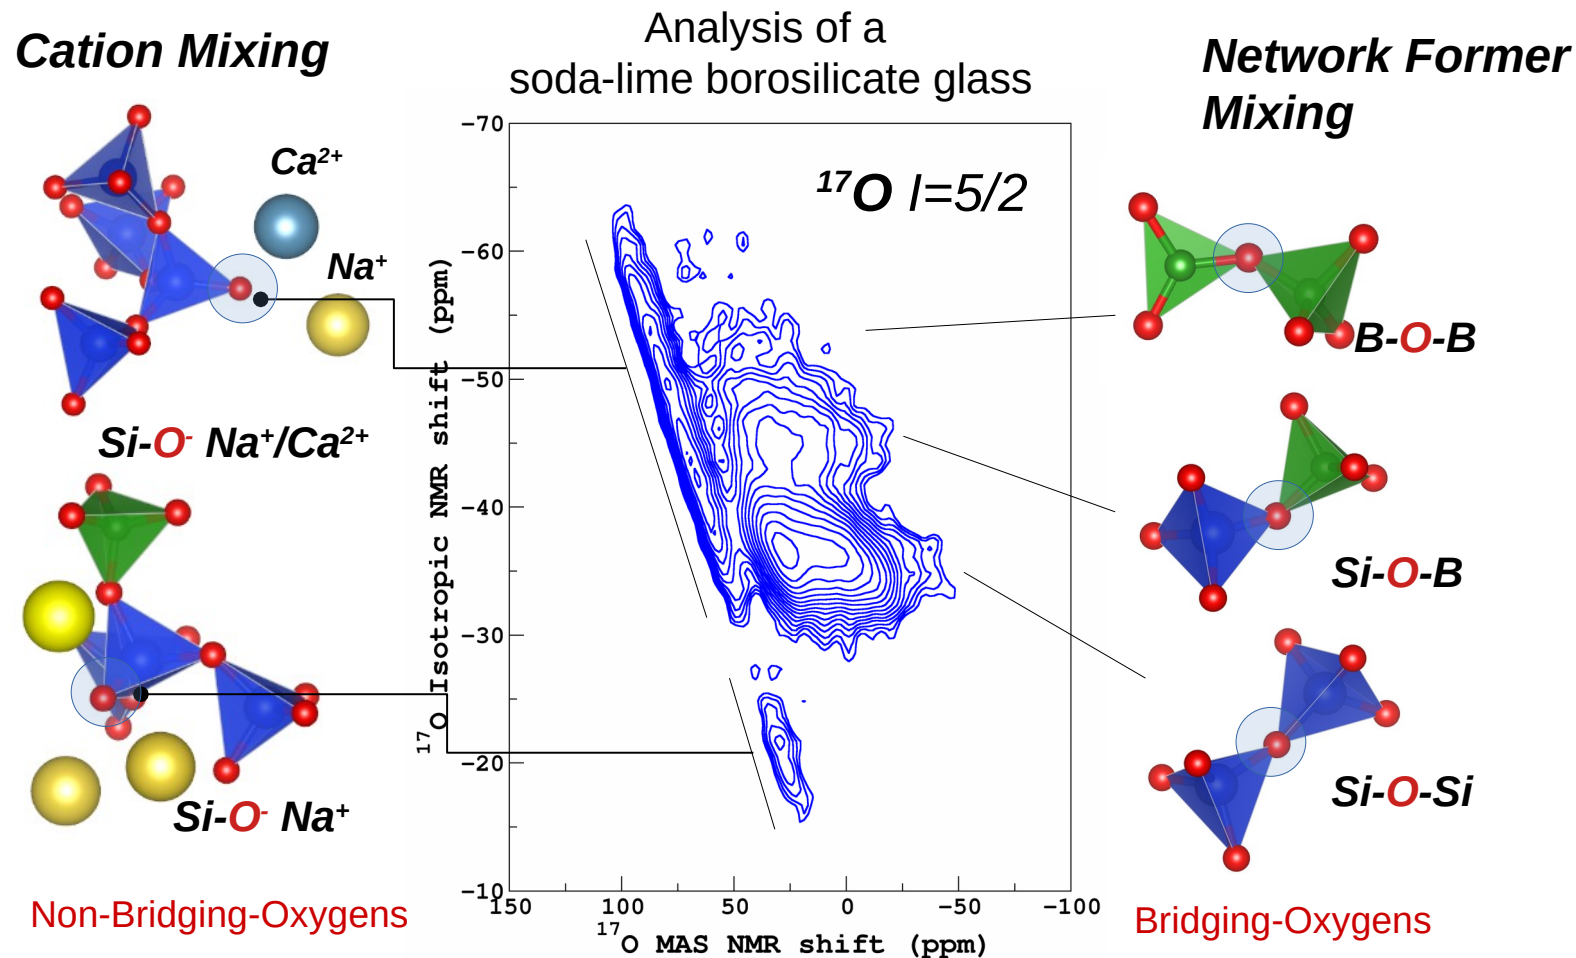 Cation Mixing
Analysis of a
soda-lime borosilicate glass
Network Former
Mixing
Ca²⁺
Na⁺
Si-O⁻ Na⁺/Ca²⁺
Si-O⁻ Na⁺
Non-Bridging-Oxygens
¹⁷O Isotropic NMR shift (ppm)
−70
−60
−50
−40
−30
−20
−10
¹⁷O I=5/2
150 100 50 0 −50 −100
¹⁷O MAS NMR shift (ppm)
B-O-B
Si-O-B
Si-O-Si
Bridging-Oxygens